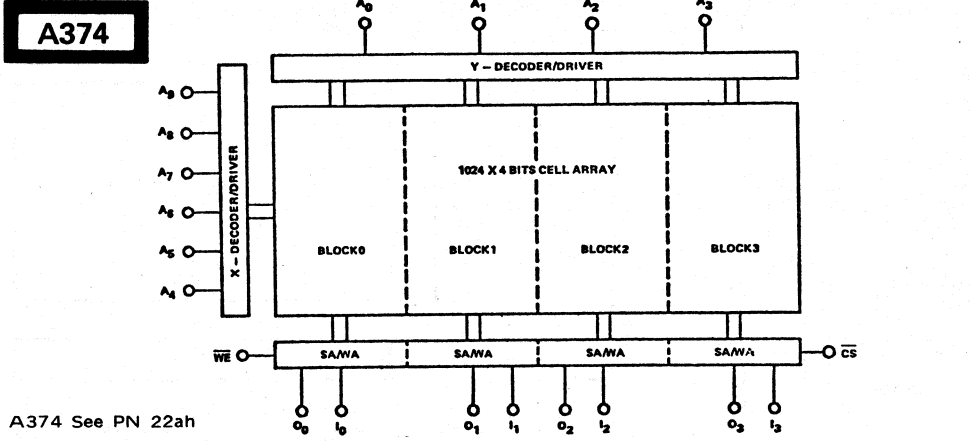 A374
A0 A1 A2 A3
Y – DECODER/DRIVER
A9
A8
A7
A6
A5
A4
X – DECODER/DRIVER
1024 X 4 BITS CELL ARRAY
BLOCK0 BLOCK1 BLOCK2 BLOCK3
WE SA/WA SA/WA SA/WA SA/WA CS
O0 I0 O1 I1 O2 I2 O3 I3
A374 See PN 22ah